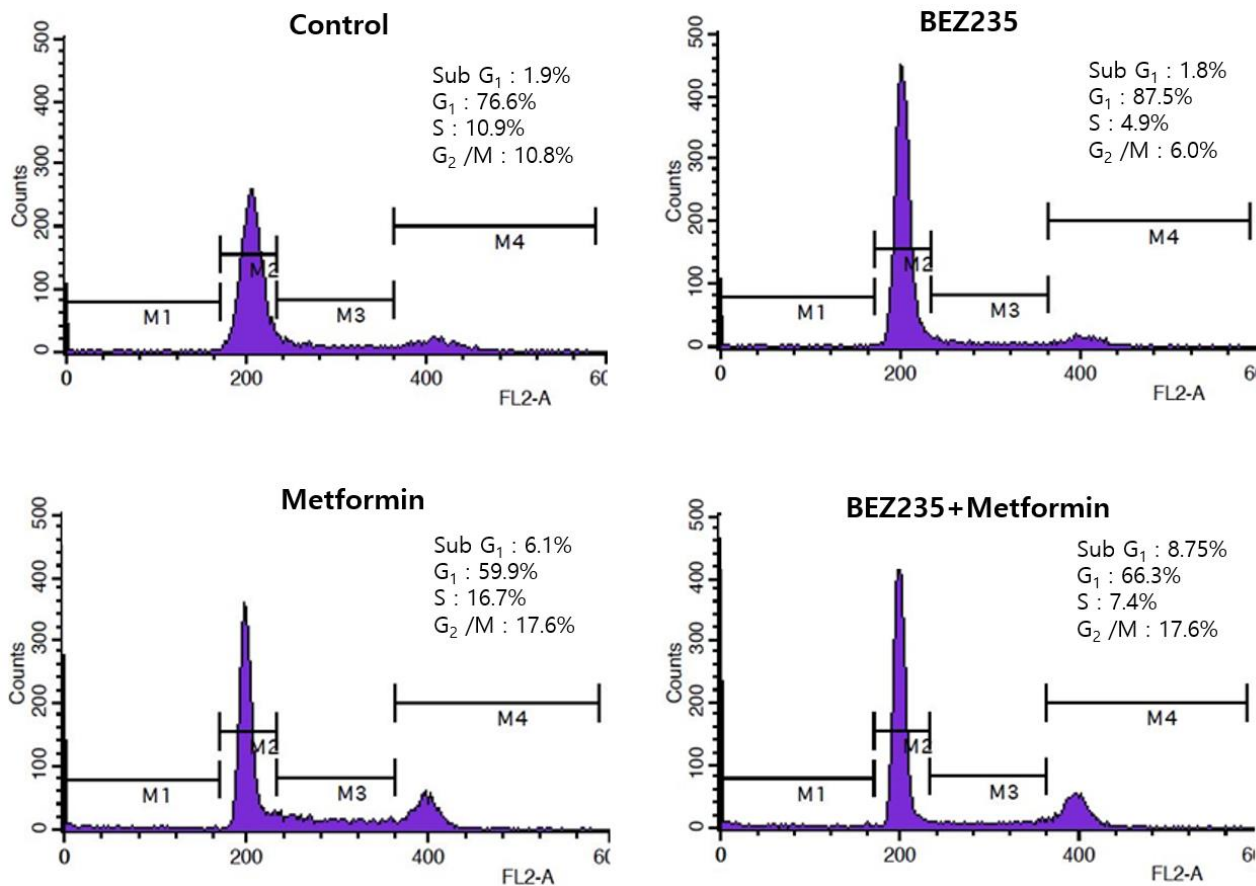 Control
500
400
300
200
100
0
Counts
Sub G₁ : 1.9%
G₁ : 76.6%
S : 10.9%
G₂ /M : 10.8%
M1
M2
M3
M4
0 200 400 60
FL2-A
BEZ235
500
400
300
200
100
0
Counts
Sub G₁ : 1.8%
G₁ : 87.5%
S : 4.9%
G₂ /M : 6.0%
M1
M2
M3
M4
0 200 400 6
FL2-A
Metformin
500
400
300
200
100
0
Counts
Sub G₁ : 6.1%
G₁ : 59.9%
S : 16.7%
G₂ /M : 17.6%
M1
M2
M3
M4
0 200 400 60
FL2-A
BEZ235+Metformin
500
400
300
200
100
0
Counts
Sub G₁ : 8.75%
G₁ : 66.3%
S : 7.4%
G₂ /M : 17.6%
M1
M2
M3
M4
0 200 400 6
FL2-A